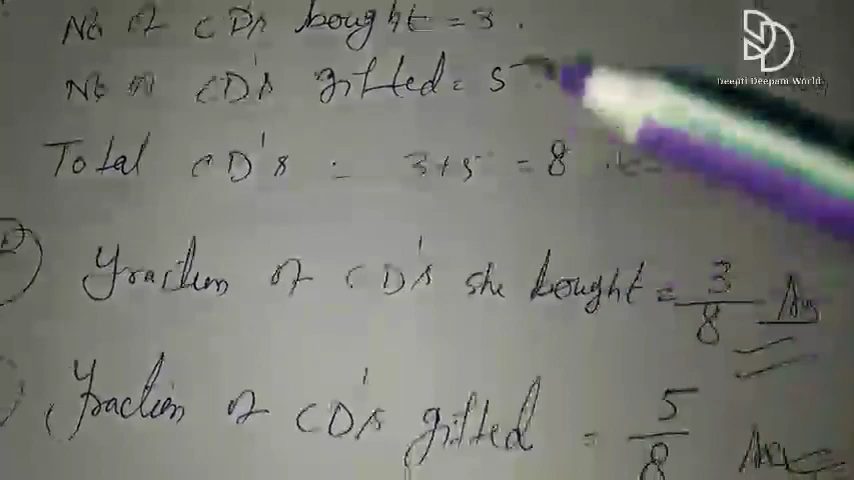 No of CD's bought = 3.
Deepti Deepam World
No of CD's gifted = 5
Total CD's = 3+5 = 8
Fraction of CD's she bought = 3/8 Ans
Fraction of CD's gifted = 5/8 Ans